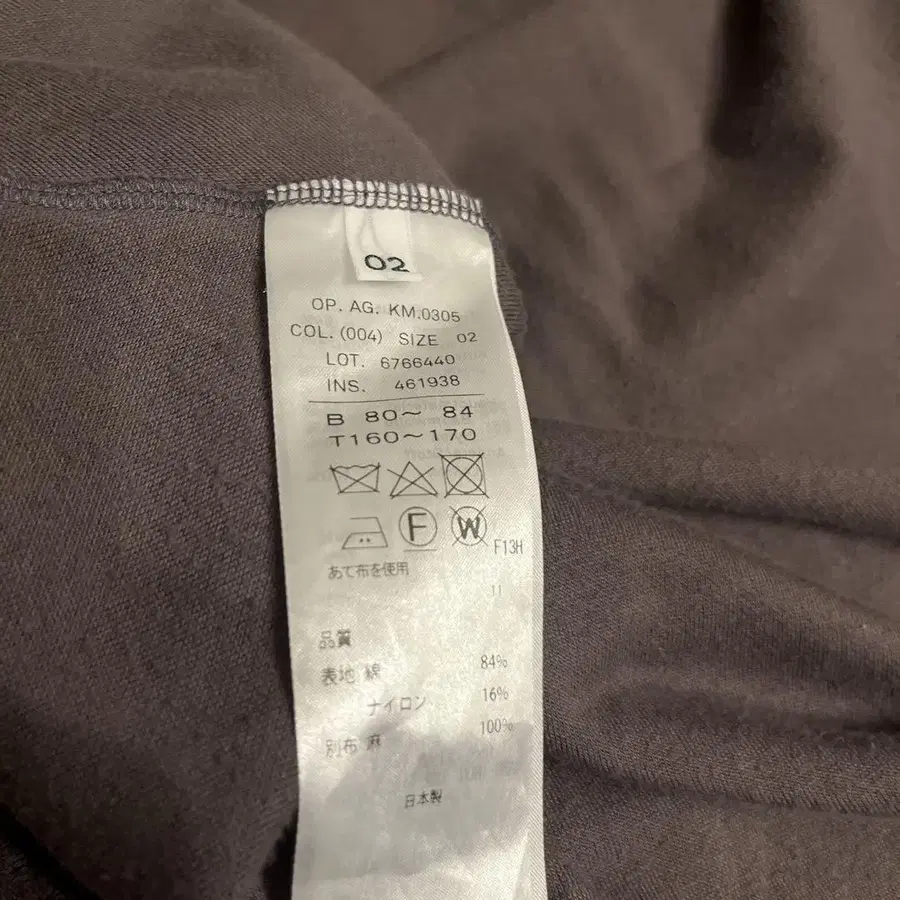 02
OP. AG. KM.0305
COL. (004) SIZE 02
LOT. 6766440
INS. 461938
B 80～ 84
T160～170
F W
F13H
あて布を使用
11
品質
表地 綿 84%
ナイロン 16%
別布 麻 100%
日本製